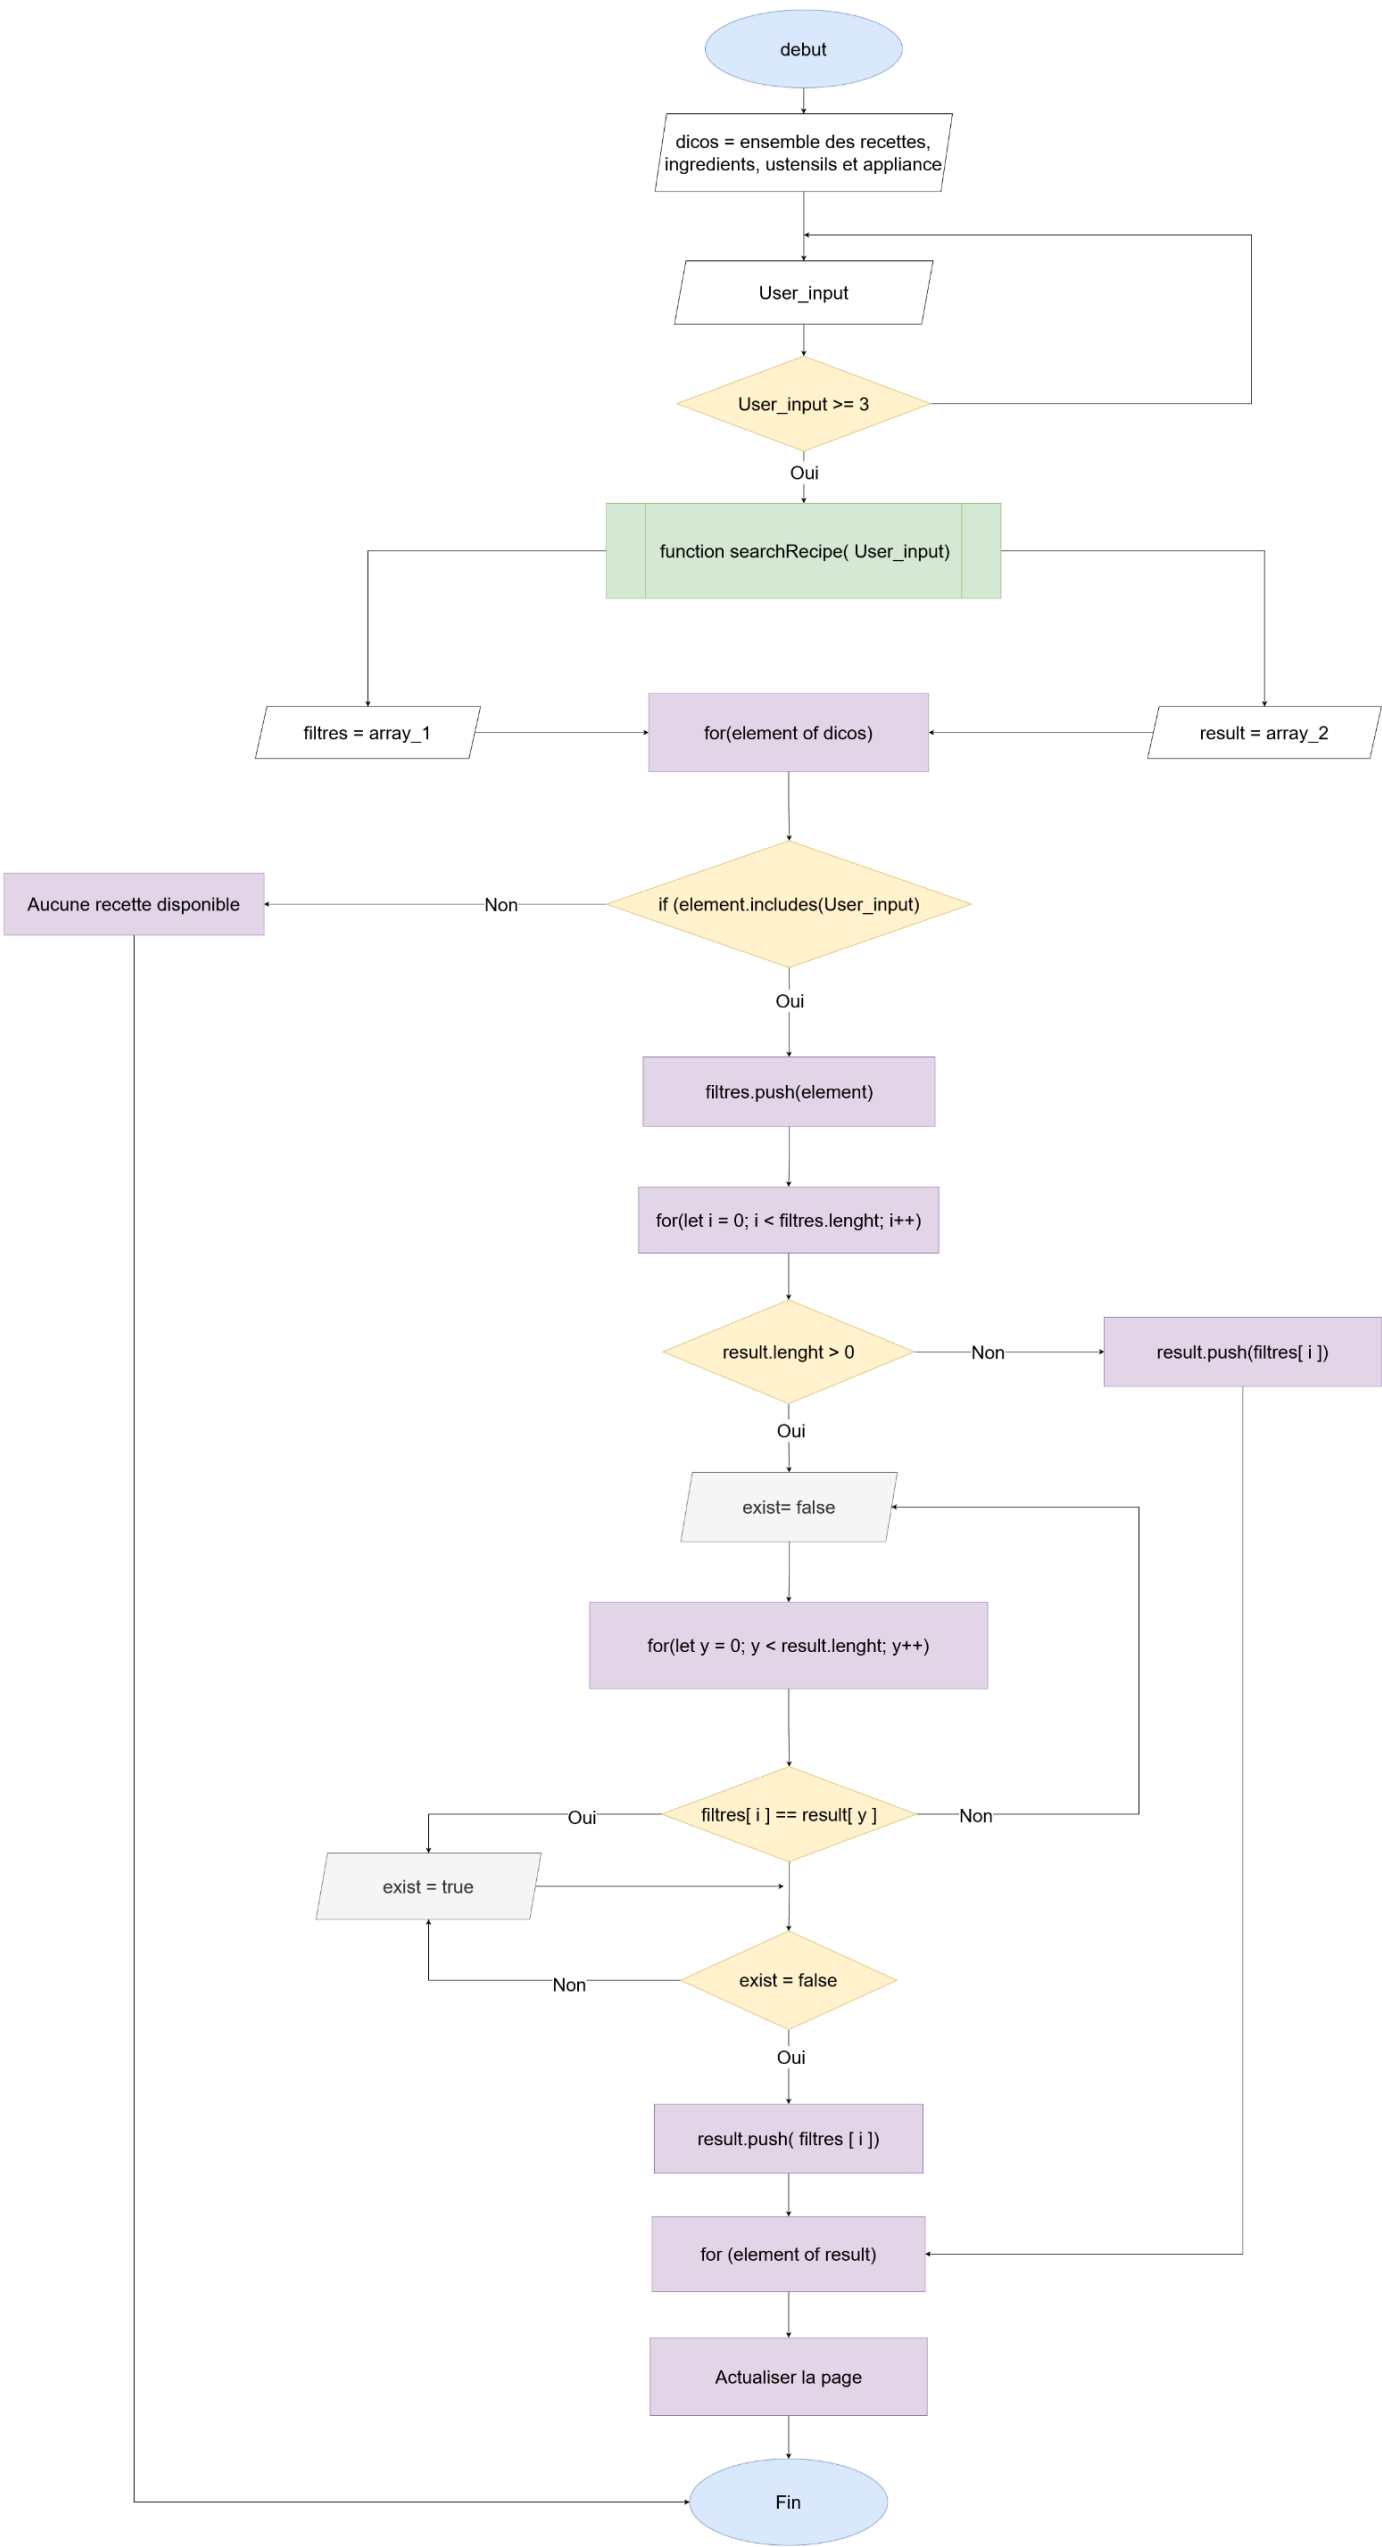 debut
dicos = ensemble des recettes,
ingredients, ustensils et appliance
User_input
User_input >= 3
Oui
function searchRecipe( User_input)
filtres = array_1
for(element of dicos)
result = array_2
Aucune recette disponible
Non
if (element.includes(User_input)
Oui
filtres.push(element)
for(let i = 0; i < filtres.lenght; i++)
result.lenght > 0
Non
result.push(filtres[ i ])
Oui
exist= false
for(let y = 0; y < result.lenght; y++)
Oui
filtres[ i ] == result[ y ]
Non
exist = true
Non
exist = false
Oui
result.push( filtres [ i ])
for (element of result)
Actualiser la page
Fin